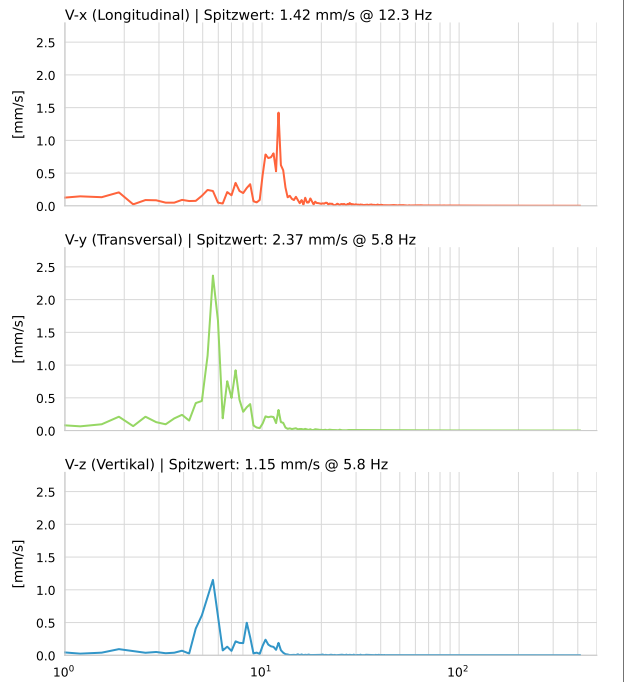 V-x (Longitudinal) | Spitzwert: 1.42 mm/s @ 12.3 Hz
2.5
2.0
1.5
1.0
0.5
0.0
[mm/s]
V-y (Transversal) | Spitzwert: 2.37 mm/s @ 5.8 Hz
2.5
2.0
1.5
1.0
0.5
0.0
[mm/s]
V-z (Vertikal) | Spitzwert: 1.15 mm/s @ 5.8 Hz
2.5
2.0
1.5
1.0
0.5
0.0
[mm/s]
10⁰ 10¹ 10²